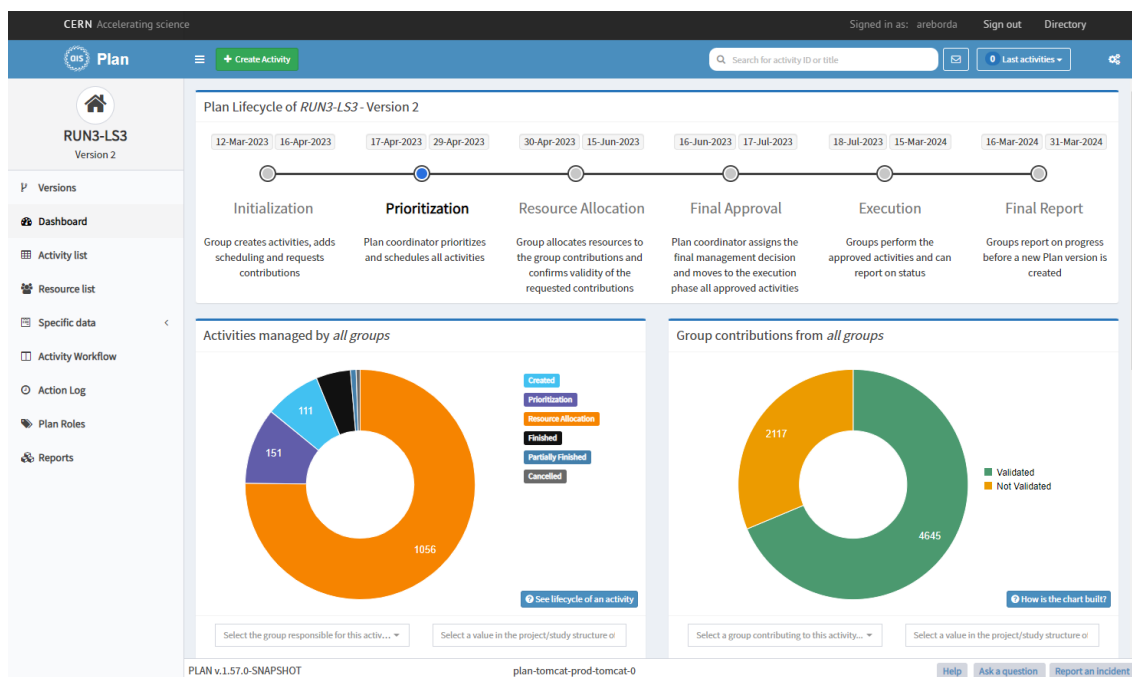 CERN Accelerating science
Signed in as: areborda Sign out Directory
OIS Plan
+ Create Activity
Search for activity ID or title
0 Last activities
RUN3-LS3
Version 2
Versions
Dashboard
Activity list
Resource list
Specific data
Activity Workflow
Action Log
Plan Roles
Reports
Plan Lifecycle of RUN3-LS3 - Version 2
12-Mar-2023 16-Apr-2023
17-Apr-2023 29-Apr-2023
30-Apr-2023 15-Jun-2023
16-Jun-2023 17-Jul-2023
18-Jul-2023 15-Mar-2024
16-Mar-2024 31-Mar-2024
Initialization
Prioritization
Resource Allocation
Final Approval
Execution
Final Report
Group creates activities, adds
scheduling and requests
contributions
Plan coordinator prioritizes
and schedules all activities
Group allocates resources to
the group contributions and
confirms validity of the
requested contributions
Plan coordinator assigns the
final management decision
and moves to the execution
phase all approved activities
Groups perform the
approved activities and can
report on status
Groups report on progress
before a new Plan version is
created
Activities managed by all groups
111
151
1056
Created
Prioritization
Resource Allocation
Finished
Partially Finished
Cancelled
See lifecycle of an activity
Select the group responsible for this activ...
Select a value in the project/study structure of
Group contributions from all groups
2117
4645
Validated
Not Validated
How is the chart built?
Select a group contributing to this activity...
Select a value in the project/study structure of
PLAN v.1.57.0-SNAPSHOT
plan-tomcat-prod-tomcat-0
Help Ask a question Report an incident